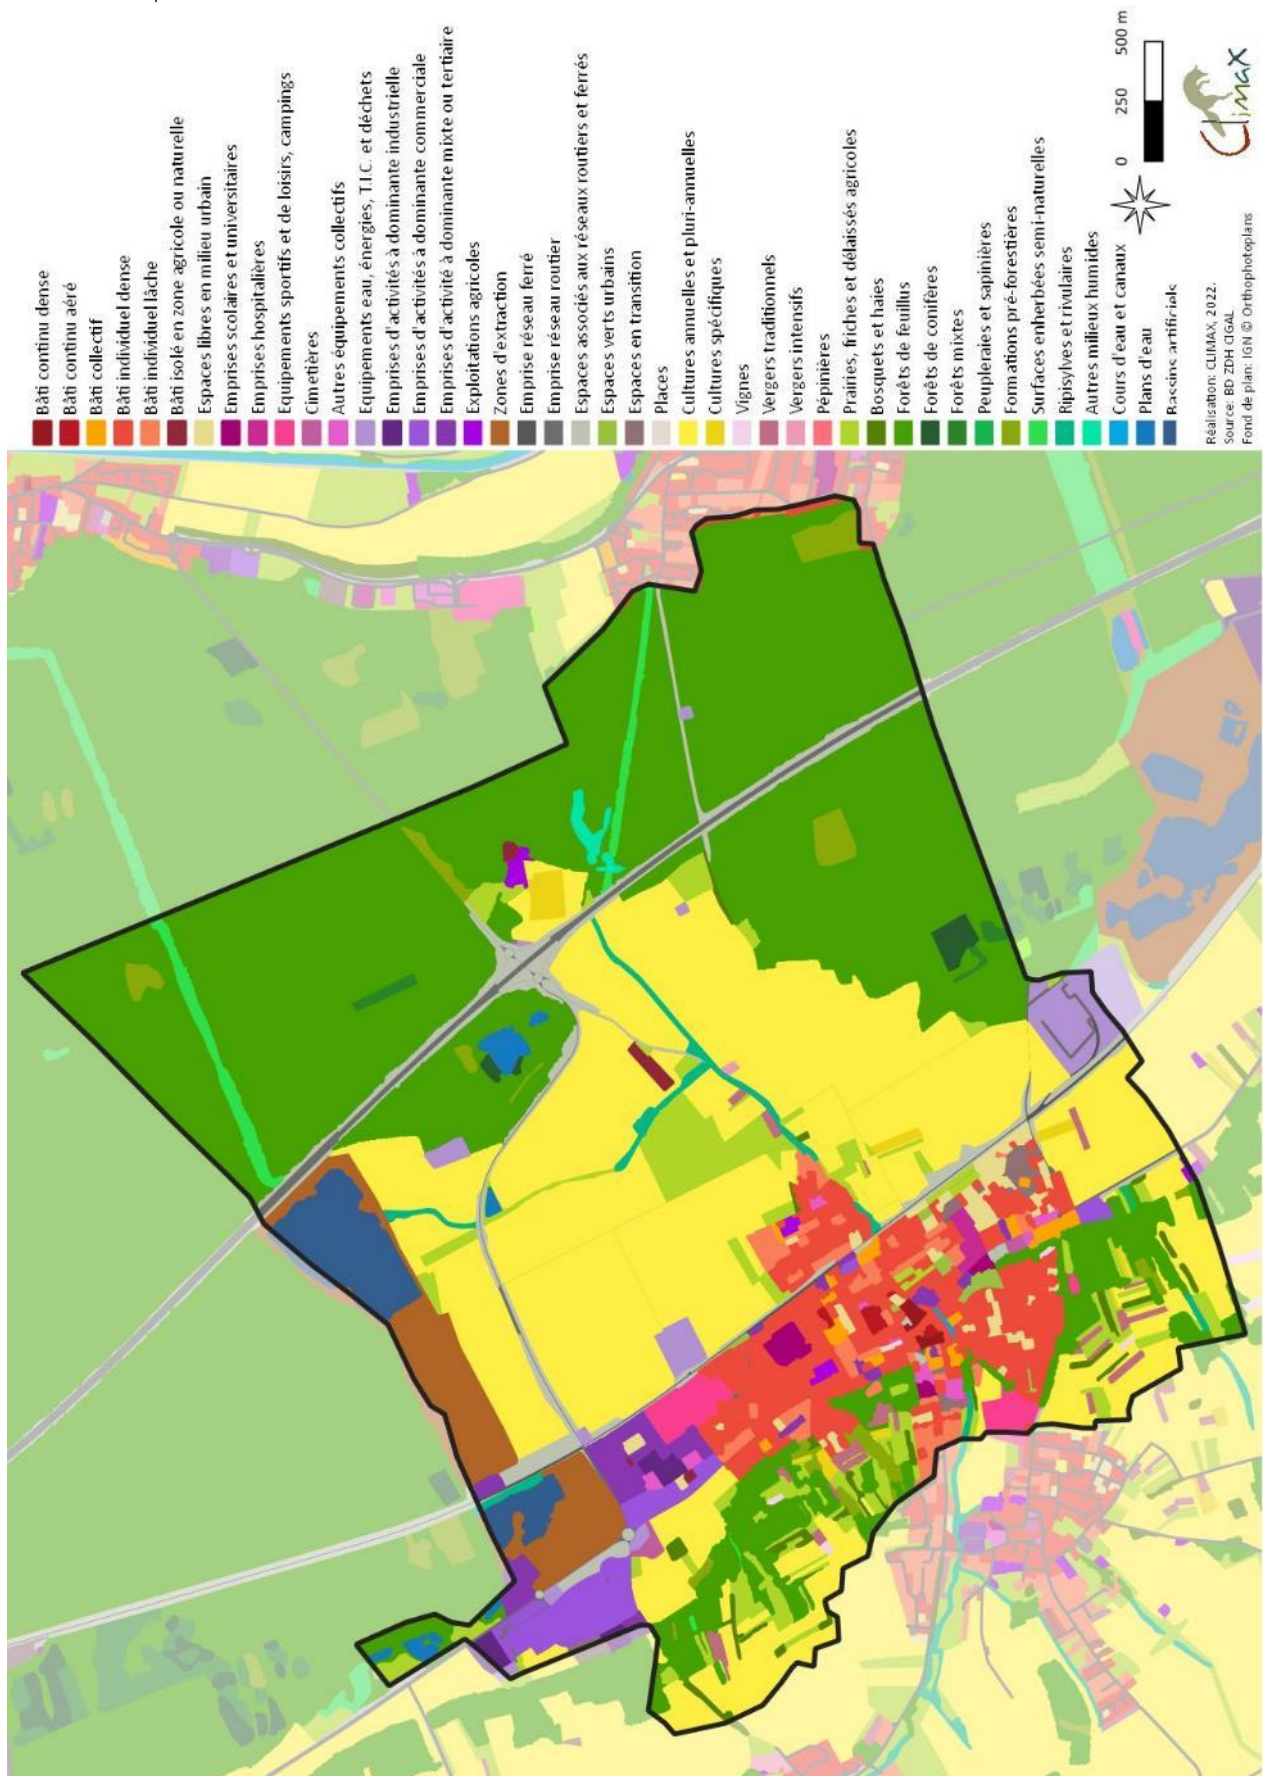 Bâti continu dense
Bâti continu aéré
Bâti collectif
Bâti individuel dense
Bâti individuel lâche
Bâti isolé en zone agricole ou naturelle
Espaces libres en milieu urbain
Emprises scolaires et universitaires
Emprises hospitalières
Equipements sportifs et de loisirs, campings
Cimetières
Autres équipements collectifs
Equipements eau, énergies, T.I.C. et déchets
Emprises d'activités à dominante industrielle
Emprises d'activités à dominante commerciale
Emprises d'activité à dominante mixte ou tertiaire
Exploitations agricoles
Zones d'extraction
Emprise réseau ferré
Emprise réseau routier
Espaces associés aux réseaux routiers et ferrés
Espaces verts urbains
Espaces en transition
Places
Cultures annuelles et pluri-annuelles
Cultures spécifiques
Vignes
Vergers traditionnels
Vergers intensifs
Pépinières
Prairies, friches et délaissés agricoles
Bosquets et haies
Forêts de feuillus
Forêts de conifères
Forêts mixtes
Peupleraies et sapinières
Formations pré-forestières
Surfaces enherbées semi-naturelles
Ripisylves et rivulaires
Autres milieux humides
Cours d'eau et canaux
Plans d'eau
Bassins artificiels
0 250 500 m
Réalisation: CLIMAX, 2022.
Source: BD ZDH CIGAL
Fond de plan: IGN © Orthophotoplans
Climax